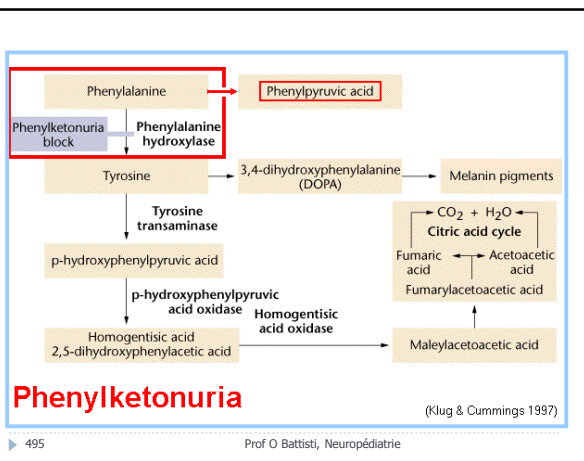 Phenylalanine
Phenylpyruvic acid
Phenylketonuria
block
Phenylalanine
hydroxylase
Tyrosine
3,4-dihydroxyphenylalanine
(DOPA)
Melanin pigments
Tyrosine
transaminase
CO2 + H2O
Citric acid cycle
Fumaric
acid
Acetoacetic
acid
Fumarylacetoacetic acid
p-hydroxyphenylpyruvic acid
p-hydroxyphenylpyruvic
acid oxidase
Homogentisic
acid oxidase
Homogentisic acid
2,5-dihydroxyphenylacetic acid
Maleylacetoacetic acid
Phenylketonuria
(Klug & Cummings 1997)
495
Prof O Battisti, Neuropédiatrie